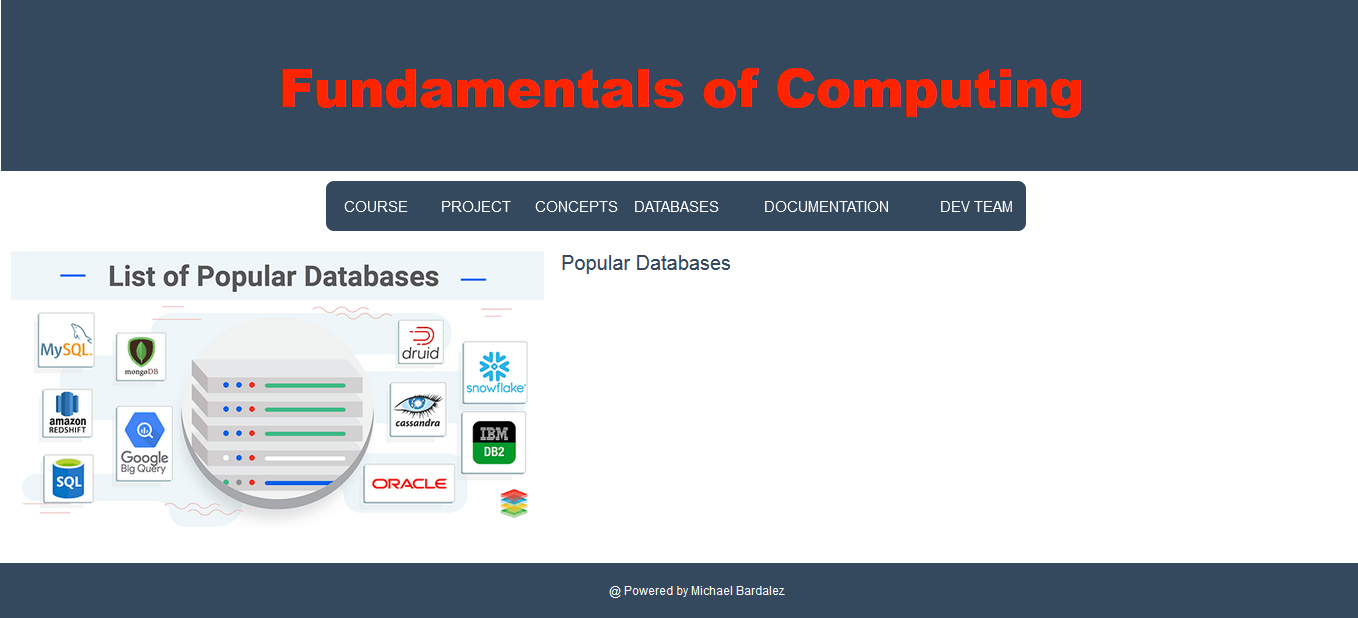 Fundamentals of Computing
COURSE PROJECT CONCEPTS DATABASES DOCUMENTATION DEV TEAM
List of Popular Databases
Popular Databases
MySQL.
mongoDB
druid
snowflake
amazon
REDSHIFT
Google
Big Query
cassandra
IBM
DB2
SQL
ORACLE
@ Powered by Michael Bardalez